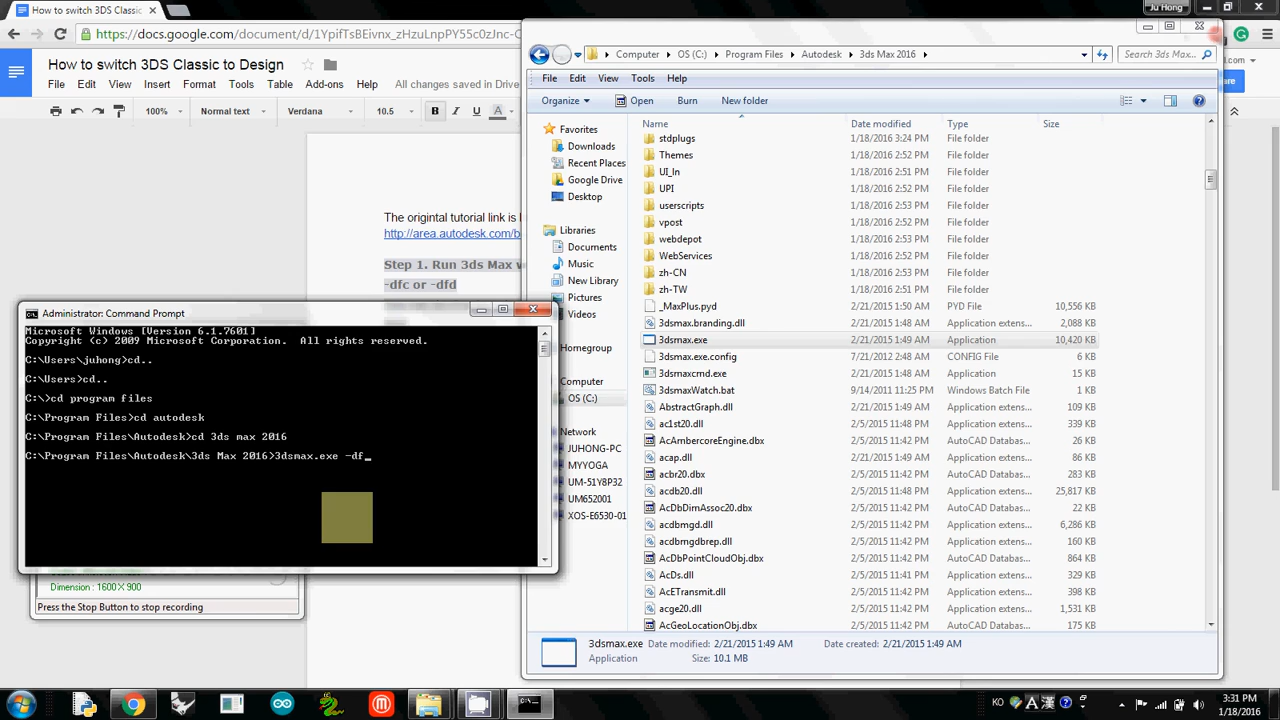 How to switch 3DS Classic to
Ju Hong
https://docs.google.com/document/d/1YpifTsBEivnx_zHzuLnpPY55c0z
How to switch 3DS Classic to Design
File Edit View Insert Format Tools Table Add-ons Help
All changes saved in Drive
100% Normal text Verdana 10.5 B I U A
The origintal tutorial link is
http://area.autodesk.com/b
Step 1. Run 3ds Max w
-dfc or -dfd
Computer OS (C:) Program Files Autodesk 3ds Max 2016
Search 3ds Max...
File Edit View Tools Help
Organize Open Burn New folder
Favorites
Downloads
Recent Places
Google Drive
Desktop
Libraries
Documents
Music
New Library
Pictures
Videos
Homegroup
Computer
OS (C:)
Network
JUHONG-PC
MYYOGA
UM-51Y8P32
UM652001
XOS-E6530-01
Name Date modified Type Size
stdplugs 1/18/2016 3:24 PM File folder
Themes 1/18/2016 2:52 PM File folder
UI_ln 1/18/2016 2:51 PM File folder
UPI 1/18/2016 2:52 PM File folder
userscripts 1/18/2016 2:53 PM File folder
vpost 1/18/2016 2:52 PM File folder
webdepot 1/18/2016 2:53 PM File folder
WebServices 1/18/2016 2:53 PM File folder
zh-CN 1/18/2016 2:53 PM File folder
zh-TW 1/18/2016 2:53 PM File folder
_MaxPlus.pyd 2/21/2015 1:50 AM PYD File 10,556 KB
3dsmax.branding.dll 2/21/2015 1:49 AM Application extens... 2,088 KB
3dsmax.exe 2/21/2015 1:49 AM Application 10,420 KB
3dsmax.exe.config 7/21/2012 2:48 AM CONFIG File 6 KB
3dsmaxcmd.exe 2/21/2015 1:48 AM Application 15 KB
3dsmaxWatch.bat 9/14/2011 11:25 PM Windows Batch File 1 KB
AbstractGraph.dll 2/21/2015 1:48 AM Application extens... 109 KB
ac1st20.dll 2/5/2015 11:42 PM Application extens... 339 KB
AcAmbercoreEngine.dbx 2/5/2015 11:42 PM AutoCAD Database ... 2,776 KB
acap.dll 2/21/2015 1:48 AM Application extens... 86 KB
acbr20.dbx 2/5/2015 11:42 PM AutoCAD Database ... 463 KB
acdb20.dll 2/5/2015 11:48 PM Application extens... 25,817 KB
AcDbDimAssoc20.dbx 2/5/2015 11:47 PM AutoCAD Database ... 22 KB
acdbmgd.dll 2/5/2015 11:43 PM Application extens... 6,286 KB
acdbmgdbrep.dll 2/5/2015 11:43 PM Application extens... 160 KB
AcDbPointCloudObj.dbx 2/5/2015 11:42 PM AutoCAD Database ... 864 KB
AcDs.dll 2/5/2015 11:41 PM Application extens... 329 KB
AcETransmit.dll 2/5/2015 11:48 PM Application extens... 398 KB
acge20.dll 2/5/2015 11:39 PM Application extens... 1,531 KB
AcGeoLocationObj.dbx 2/5/2015 11:42 PM AutoCAD Database ... 175 KB
3dsmax.exe Date modified: 2/21/2015 1:49 AM Date created: 2/21/2015 1:49 AM
Application Size: 10.1 MB
Administrator: Command Prompt
Microsoft Windows [Version 6.1.7601]
Copyright (c) 2009 Microsoft Corporation. All rights reserved.
C:\Users\juhong>cd..
C:\Users>cd..
C:\>cd program files
C:\Program Files>cd autodesk
C:\Program Files\Autodesk>cd 3ds max 2016
C:\Program Files\Autodesk\3ds Max 2016>3dsmax.exe -df_
Dimension : 1600 X 900
Press the Stop Button to stop recording
KO A 漢
3:31 PM
1/18/2016